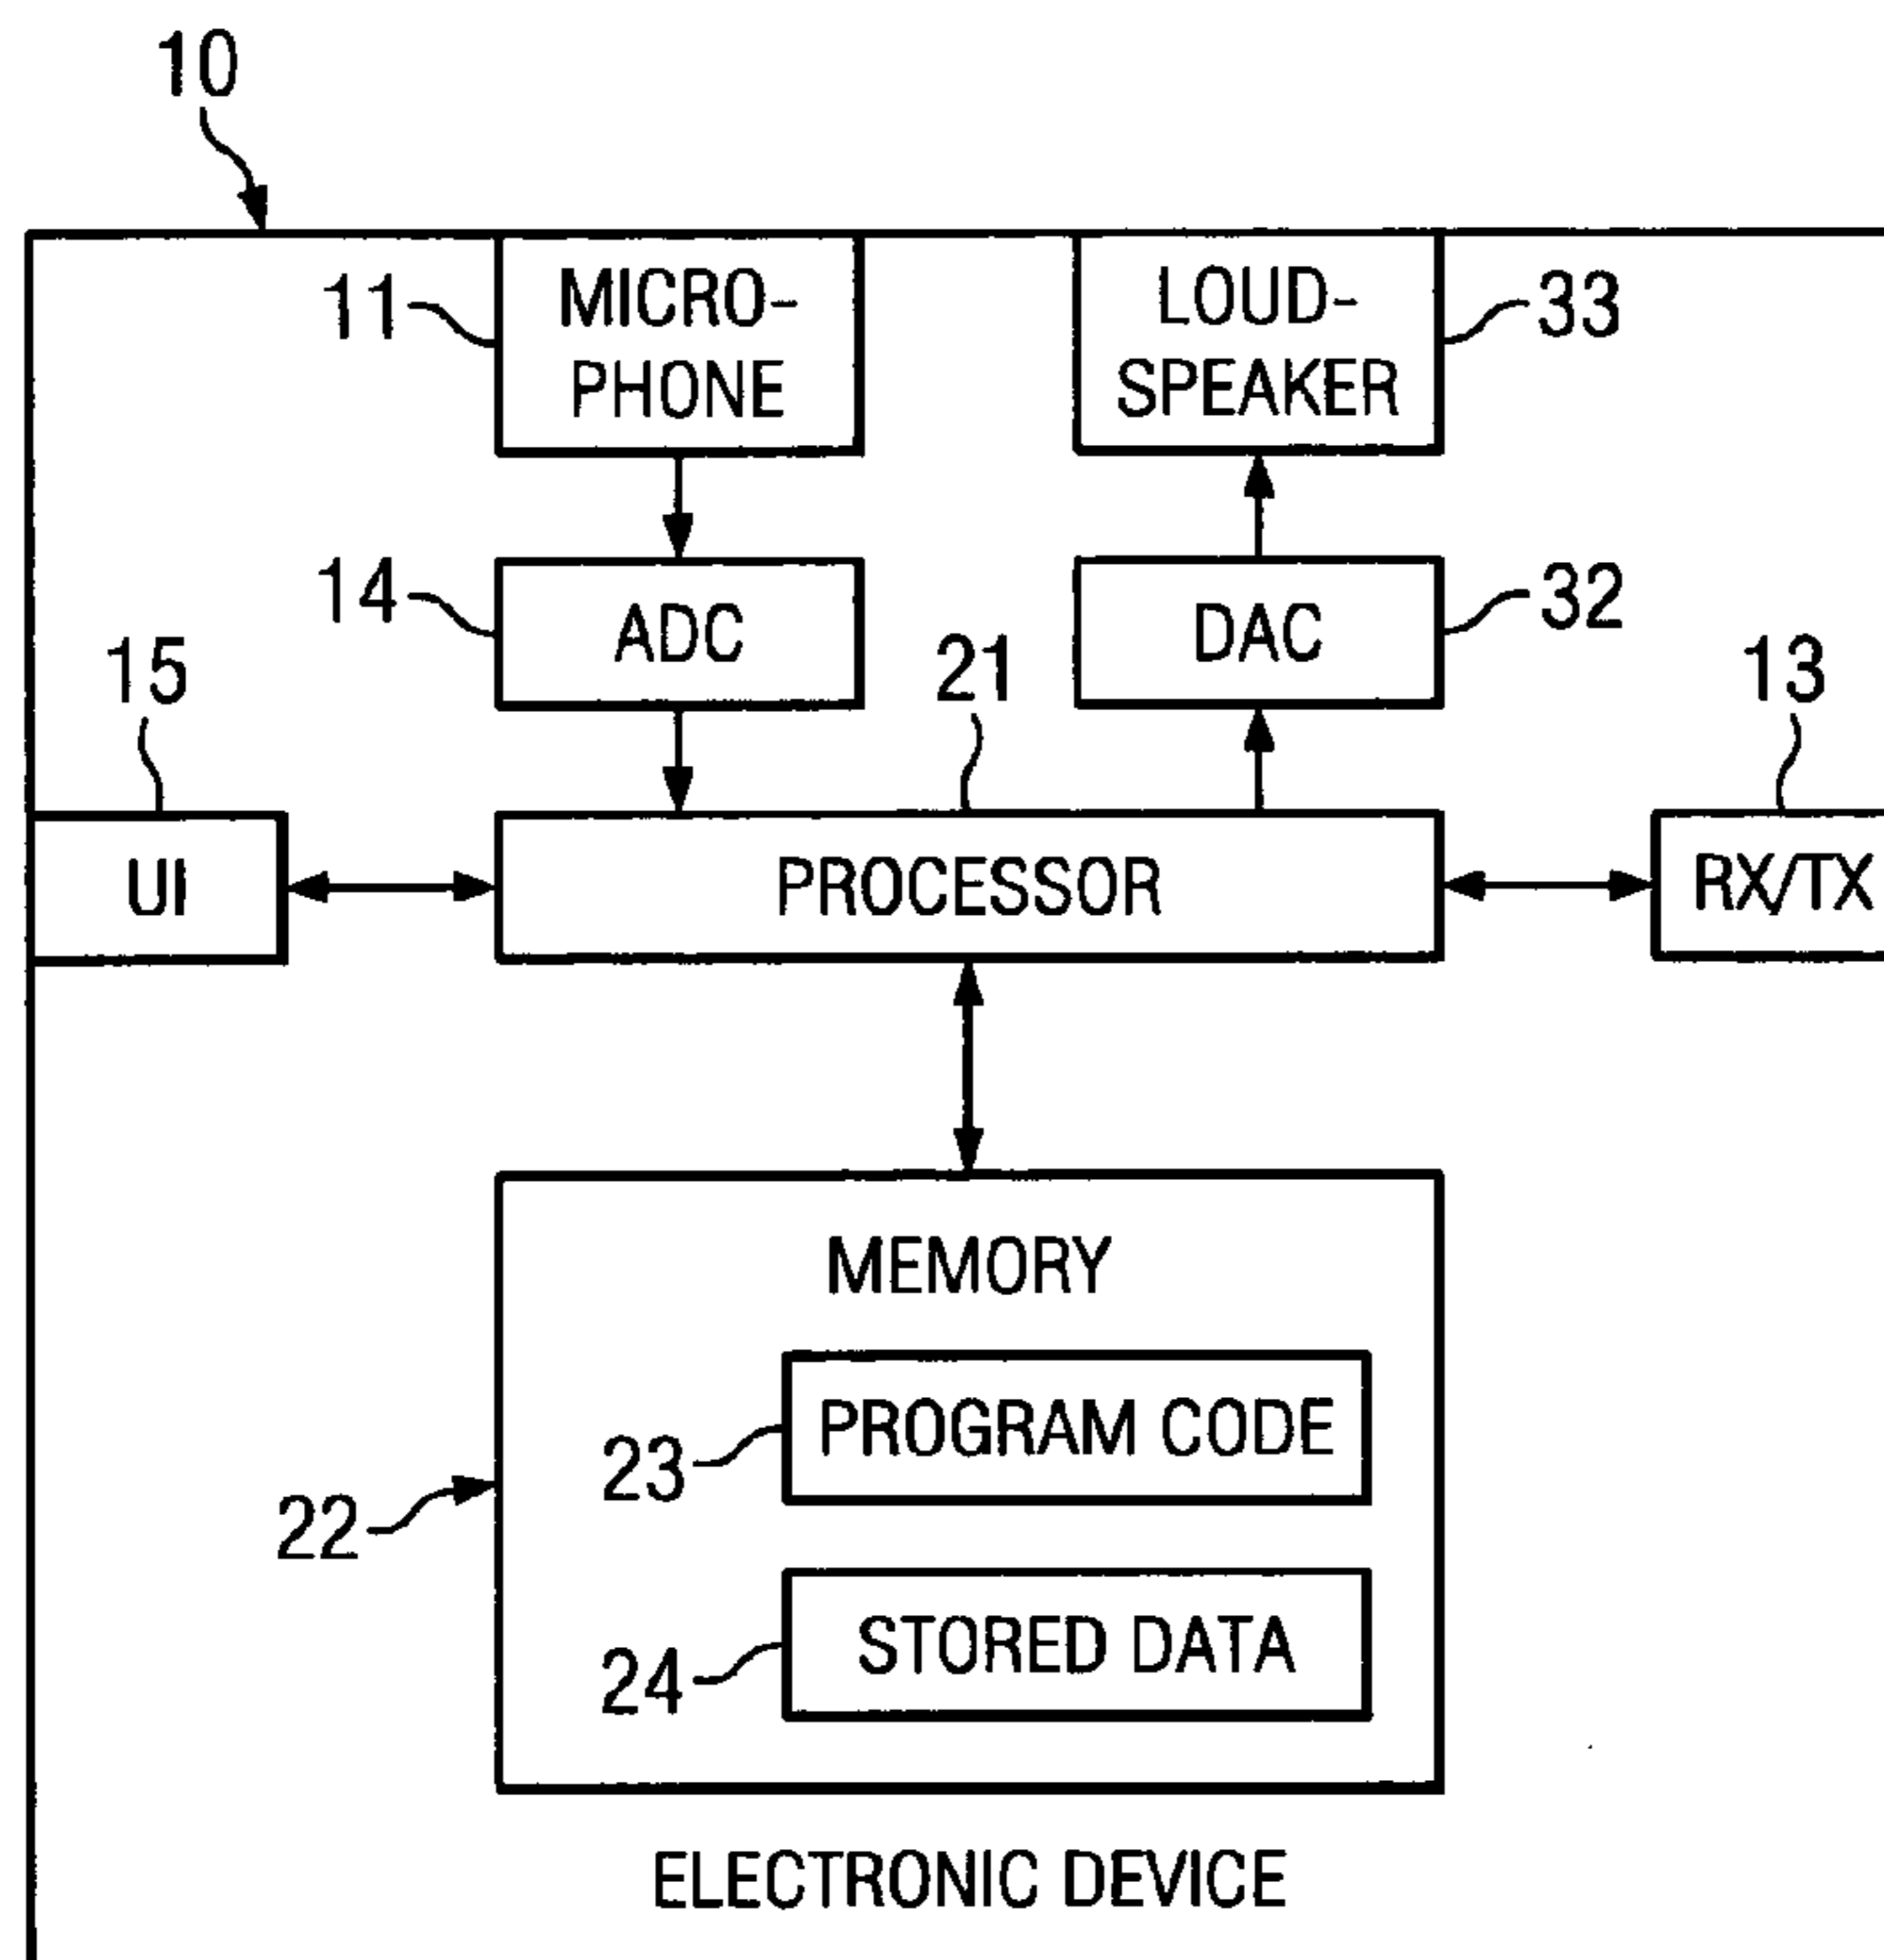 10
11
MICRO-
PHONE
LOUD-
SPEAKER
33
14
ADC
DAC
32
15
21
13
UI
PROCESSOR
RX/TX
MEMORY
PROGRAM CODE
23
22
STORED DATA
24
ELECTRONIC DEVICE